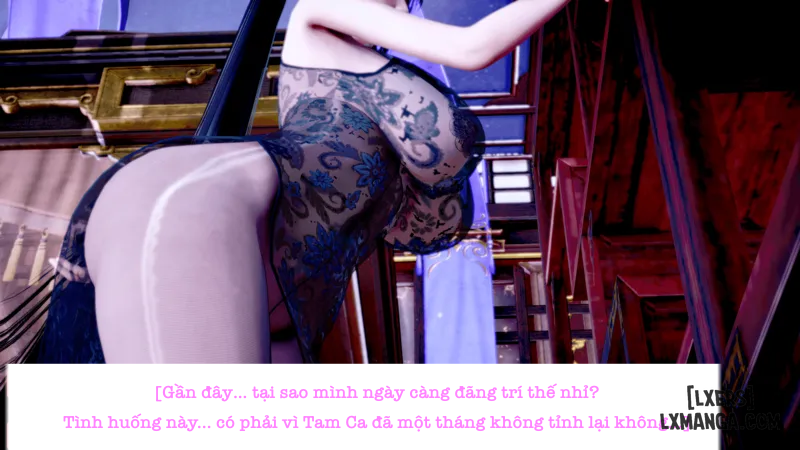 [Gần đây... tại sao mình ngày càng đãng trí thế nhỉ?
Tình huống này... có phải vì Tam Ca đã một tháng không tỉnh lại không
LXMANGA.COM